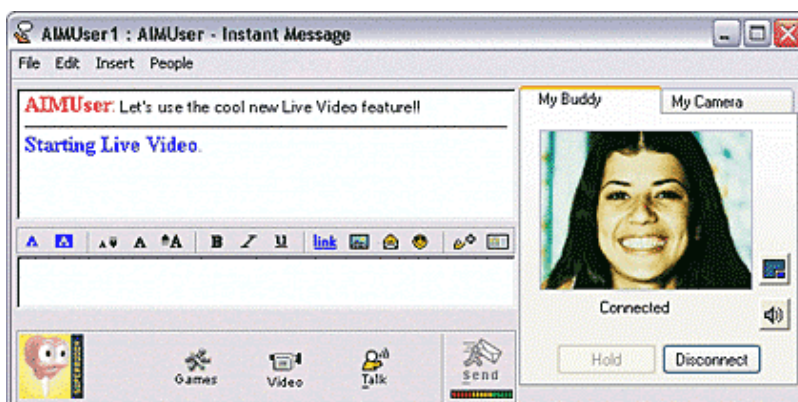 AIMUser1 : AIMUser - Instant Message
File Edit Insert People
AIMUser: Let's use the cool new Live Video feature!!
Starting Live Video.
My Buddy My Camera
A A A A A B I U link
Connected
Hold Disconnect
Games Video Talk Send